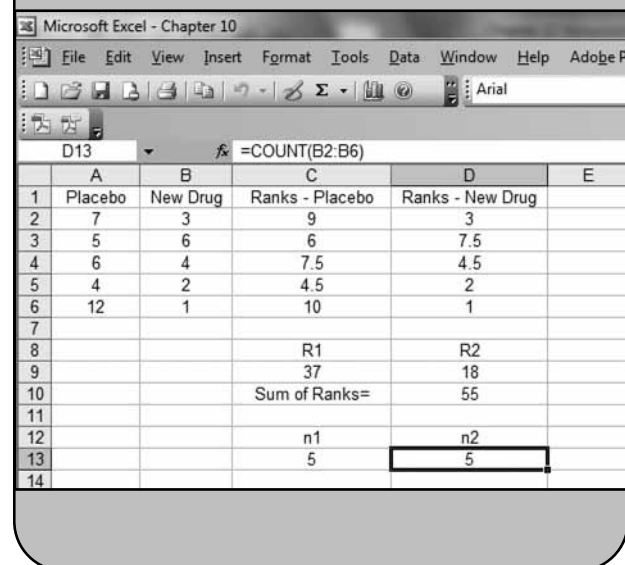 Microsoft Excel - Chapter 10
File Edit View Insert Format Tools Data Window Help Adobe P
Σ Arial
D13 fx =COUNT(B2:B6)
A B C D E
1 Placebo New Drug Ranks - Placebo Ranks - New Drug
2 7 3 9 3
3 5 6 6 7.5
4 6 4 7.5 4.5
5 4 2 4.5 2
6 12 1 10 1
7
8 R1 R2
9 37 18
10 Sum of Ranks= 55
11
12 n1 n2
13 5 5
14